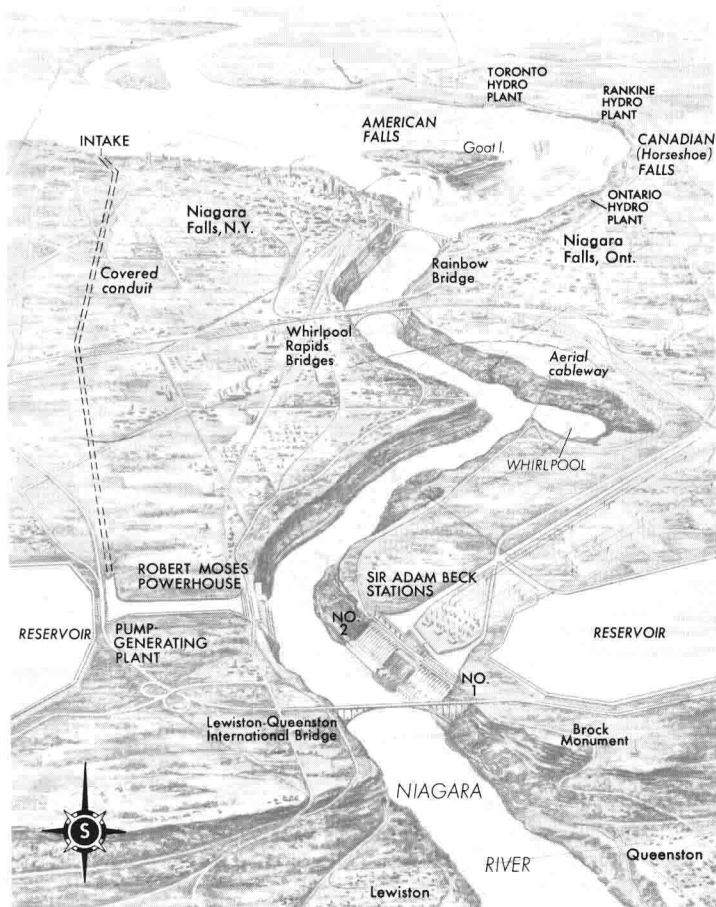 TORONTO
HYDRO
PLANT
RANKINE
HYDRO
PLANT
AMERICAN
FALLS
Goat I.
CANADIAN
(Horseshoe)
FALLS
INTAKE
ONTARIO
HYDRO
PLANT
Niagara
Falls, N.Y.
Niagara
Falls, Ont.
Rainbow
Bridge
Covered
conduit
Whirlpool
Rapids
Bridges
Aerial
cableway
WHIRLPOOL
ROBERT MOSES
POWERHOUSE
SIR ADAM BECK
STATIONS
NO.
2
RESERVOIR
PUMP-
GENERATING
PLANT
RESERVOIR
NO.
1
Lewiston-Queenston
International Bridge
Brock
Monument
NIAGARA
RIVER
S
Queenston
Lewiston